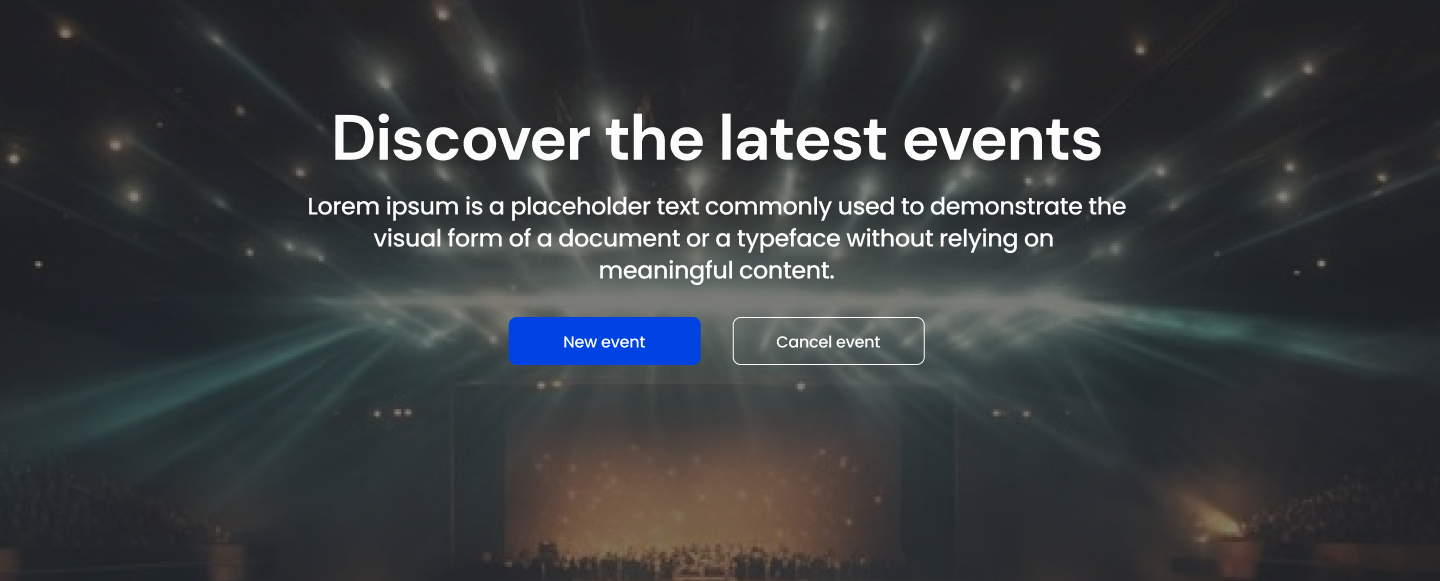 Discover the latest events
Lorem ipsum is a placeholder text commonly used to demonstrate the
visual form of a document or a typeface without relying on
meaningful content.
New event
Cancel event